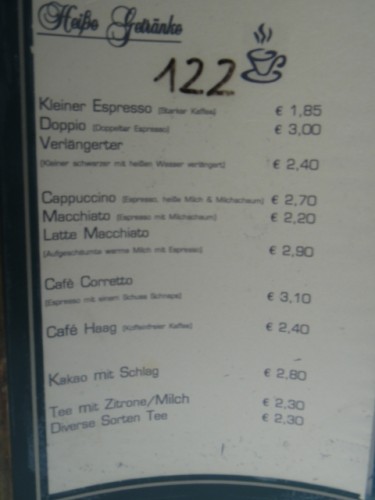 Heiße Getränke
122
Kleiner Espresso (Starker Kaffee) € 1,85
Doppio (Doppelter Espresso) € 3,00
Verlängerter
(Kleiner schwarzer mit heißen Wasser verlängert) € 2,40
Cappuccino (Espresso, heiße Milch & Milchschaum) € 2,70
Macchiato (Espresso mit Milchschaum) € 2,20
Latte Macchiato
(Aufgeschäumte warme Milch mit Espresso) € 2,90
Cafè Corretto
(Espresso mit einem Schuss Schnaps) € 3,10
Café Haag (Koffeinfreier Kaffee) € 2,40
Kakao mit Schlag € 2,80
Tee mit Zitrone/Milch € 2,30
Diverse Sorten Tee € 2,30